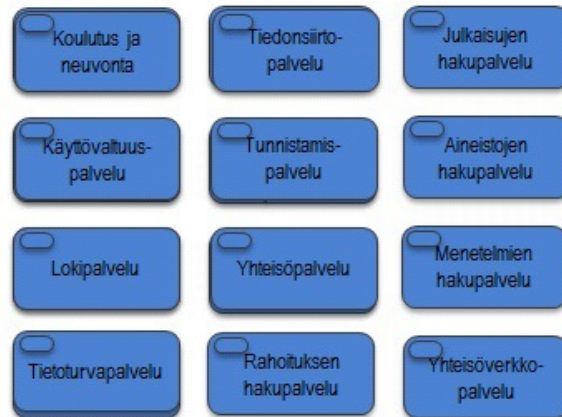 Koulutus ja
neuvonta
Tiedonsiirto-
palvelu
Julkaisujen
hakupalvelu
Käyttövaltuus-
palvelu
Tunnistamis-
palvelu
Aineistojen
hakupalvelu
Lokipalvelu
Yhteisöpalvelu
Menetelmien
hakupalvelu
Tietoturvapalvelu
Rahoituksen
hakupalvelu
Yhteisöverkko-
palvelu